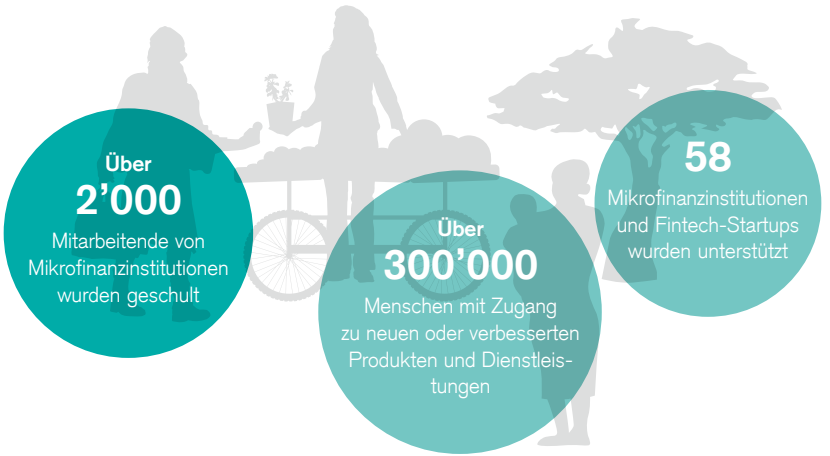 Über
2’000
Mitarbeitende von
Mikrofinanzinstitutionen
wurden geschult
Über
300’000
Menschen mit Zugang
zu neuen oder verbesserten
Produkten und Dienstleis-
tungen
58
Mikrofinanzinstitutionen
und Fintech-Startups
wurden unterstützt